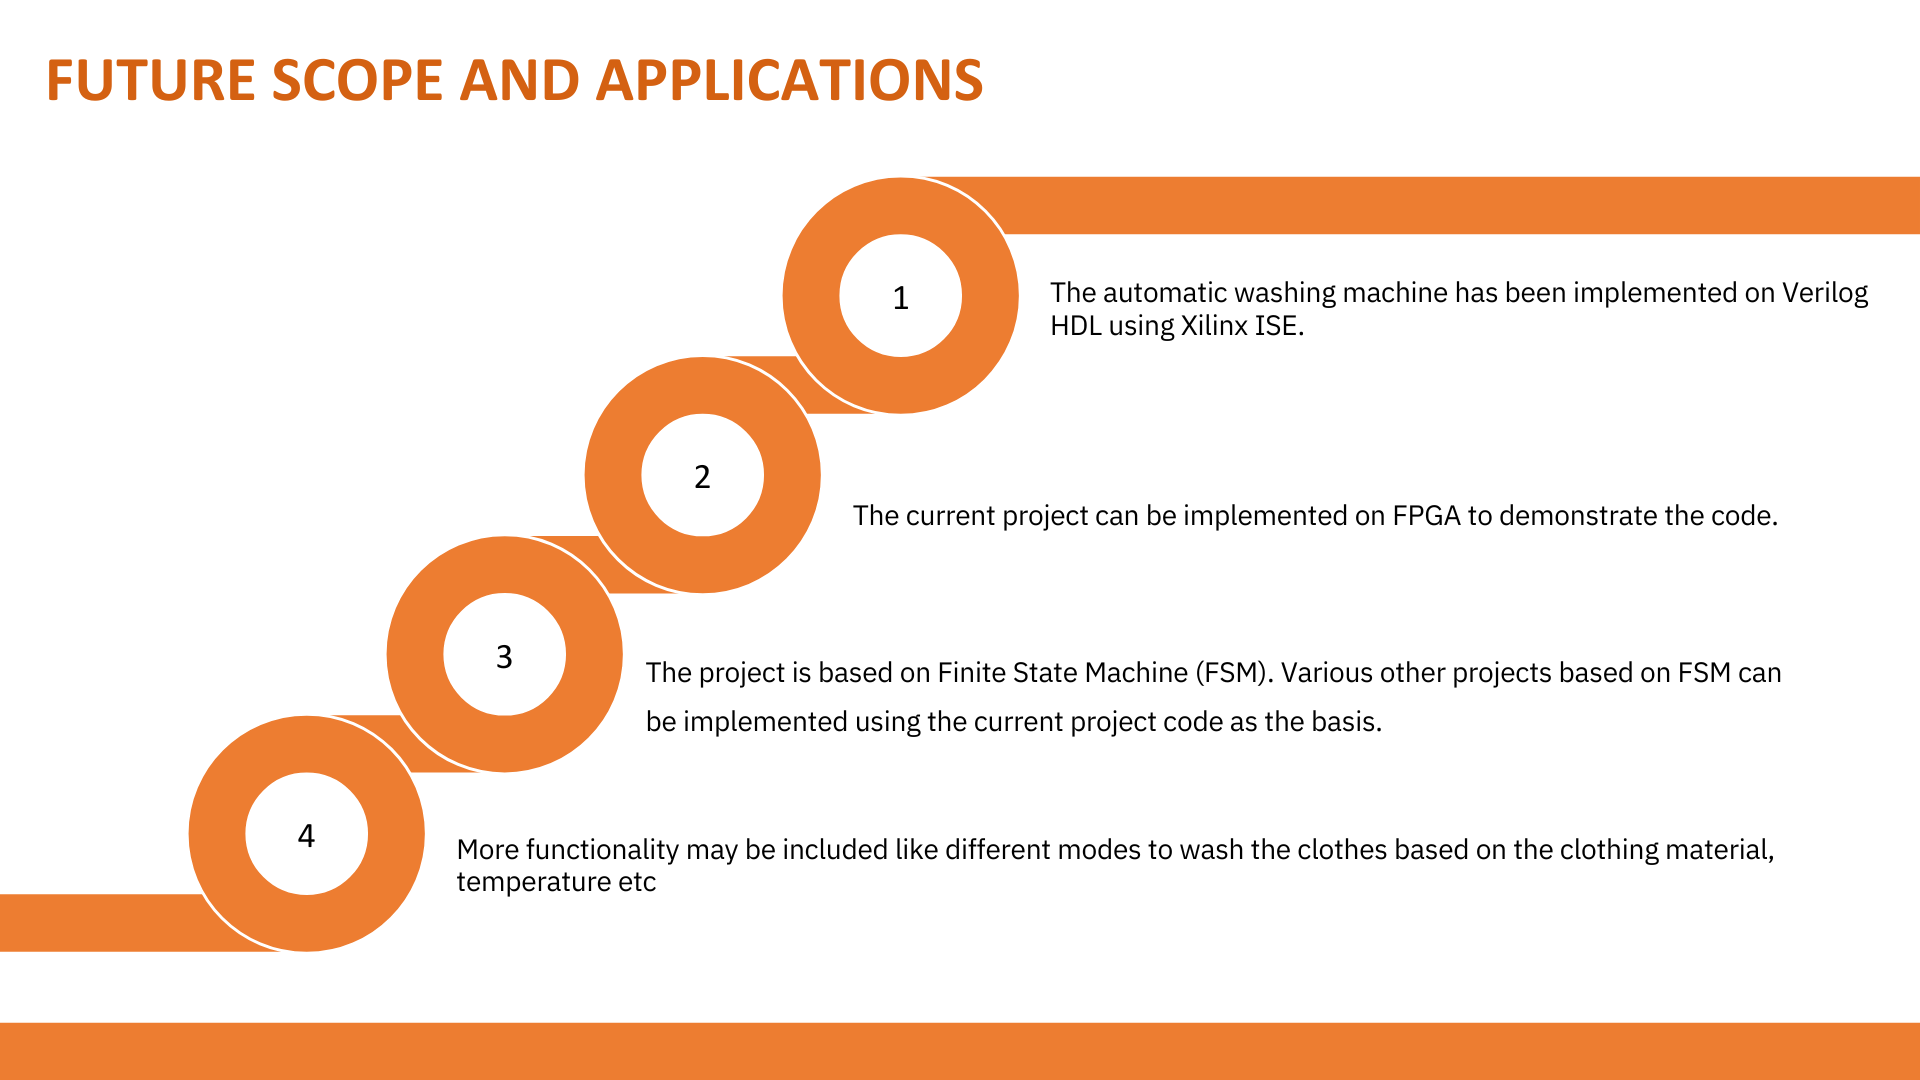 FUTURE SCOPE AND APPLICATIONS
1
The automatic washing machine has been implemented on Verilog
HDL using Xilinx ISE.
2
The current project can be implemented on FPGA to demonstrate the code.
3
The project is based on Finite State Machine (FSM). Various other projects based on FSM can
be implemented using the current project code as the basis.
4
More functionality may be included like different modes to wash the clothes based on the clothing material,
temperature etc